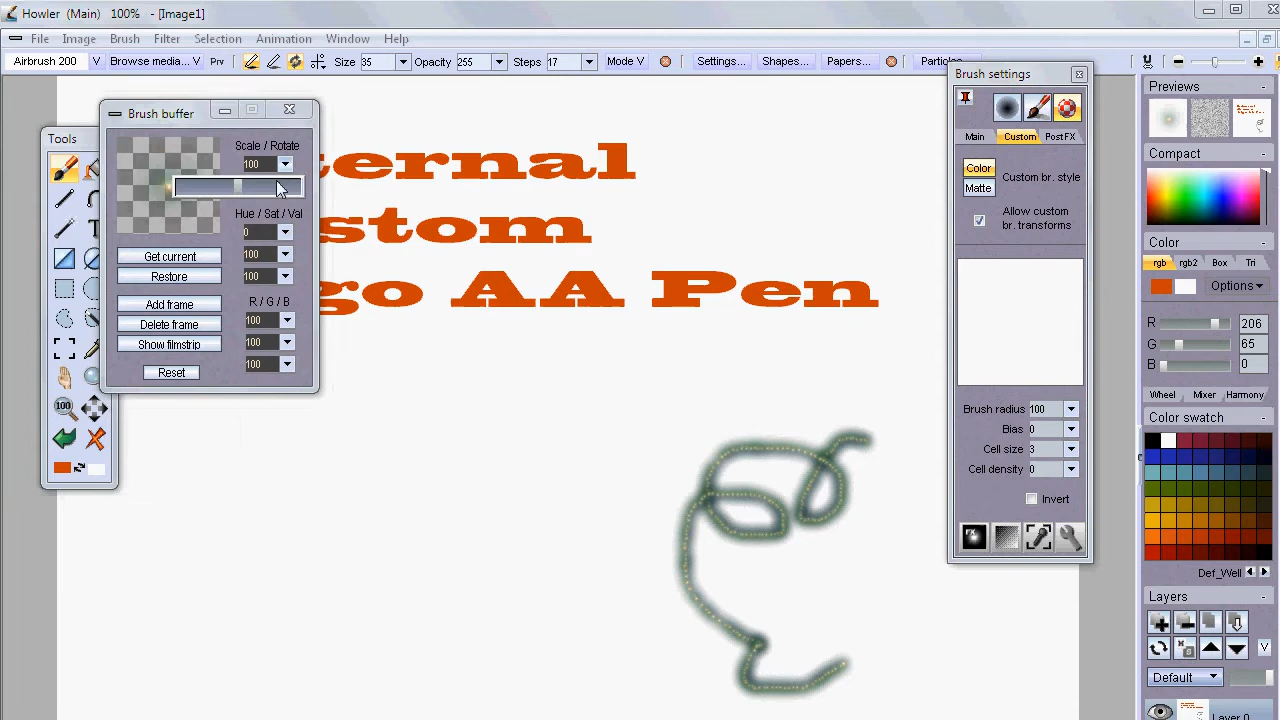 Howler (Main) 100% - [Image1]
File Image Brush Filter Selection Animation Window Help
Airbrush 200 V Browse media... V Prv Size 35 Opacity 255 Steps 17 Mode V Settings... Shapes... Papers... Particles
Brush settings
Main Custom PostFX
Color
Matte
Custom br. style
Allow custom
br. transforms
Brush radius 100
Bias 0
Cell size 3
Cell density 0
Invert
Brush buffer
Scale / Rotate
100
Hue / Sat / Val
0
100
100
R / G / B
100
100
100
Get current
Restore
Add frame
Delete frame
Show filmstrip
Reset
Tools
T
100
ternal
stom
go AA Pen
Previews
Compact
Color
rgb rgb2 Box Tri
Options
R 206
G 65
B 0
Wheel Mixer Harmony
Color swatch
Def_Well
Layers
V
Default
Layer 0